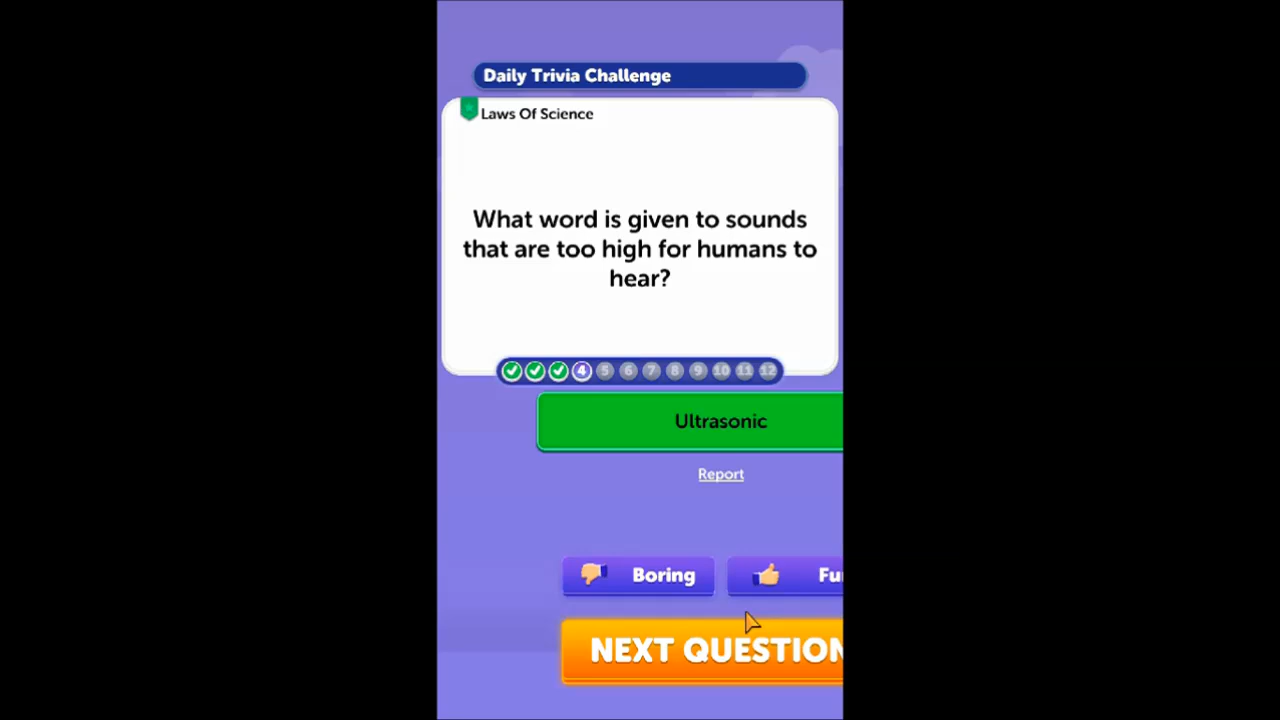 Daily Trivia Challenge
Laws Of Science
What word is given to sounds
that are too high for humans to
hear?
4 5 6 7 8 9 10 11 12
Ultrasonic
Report
Boring
Fu
NEXT QUESTION